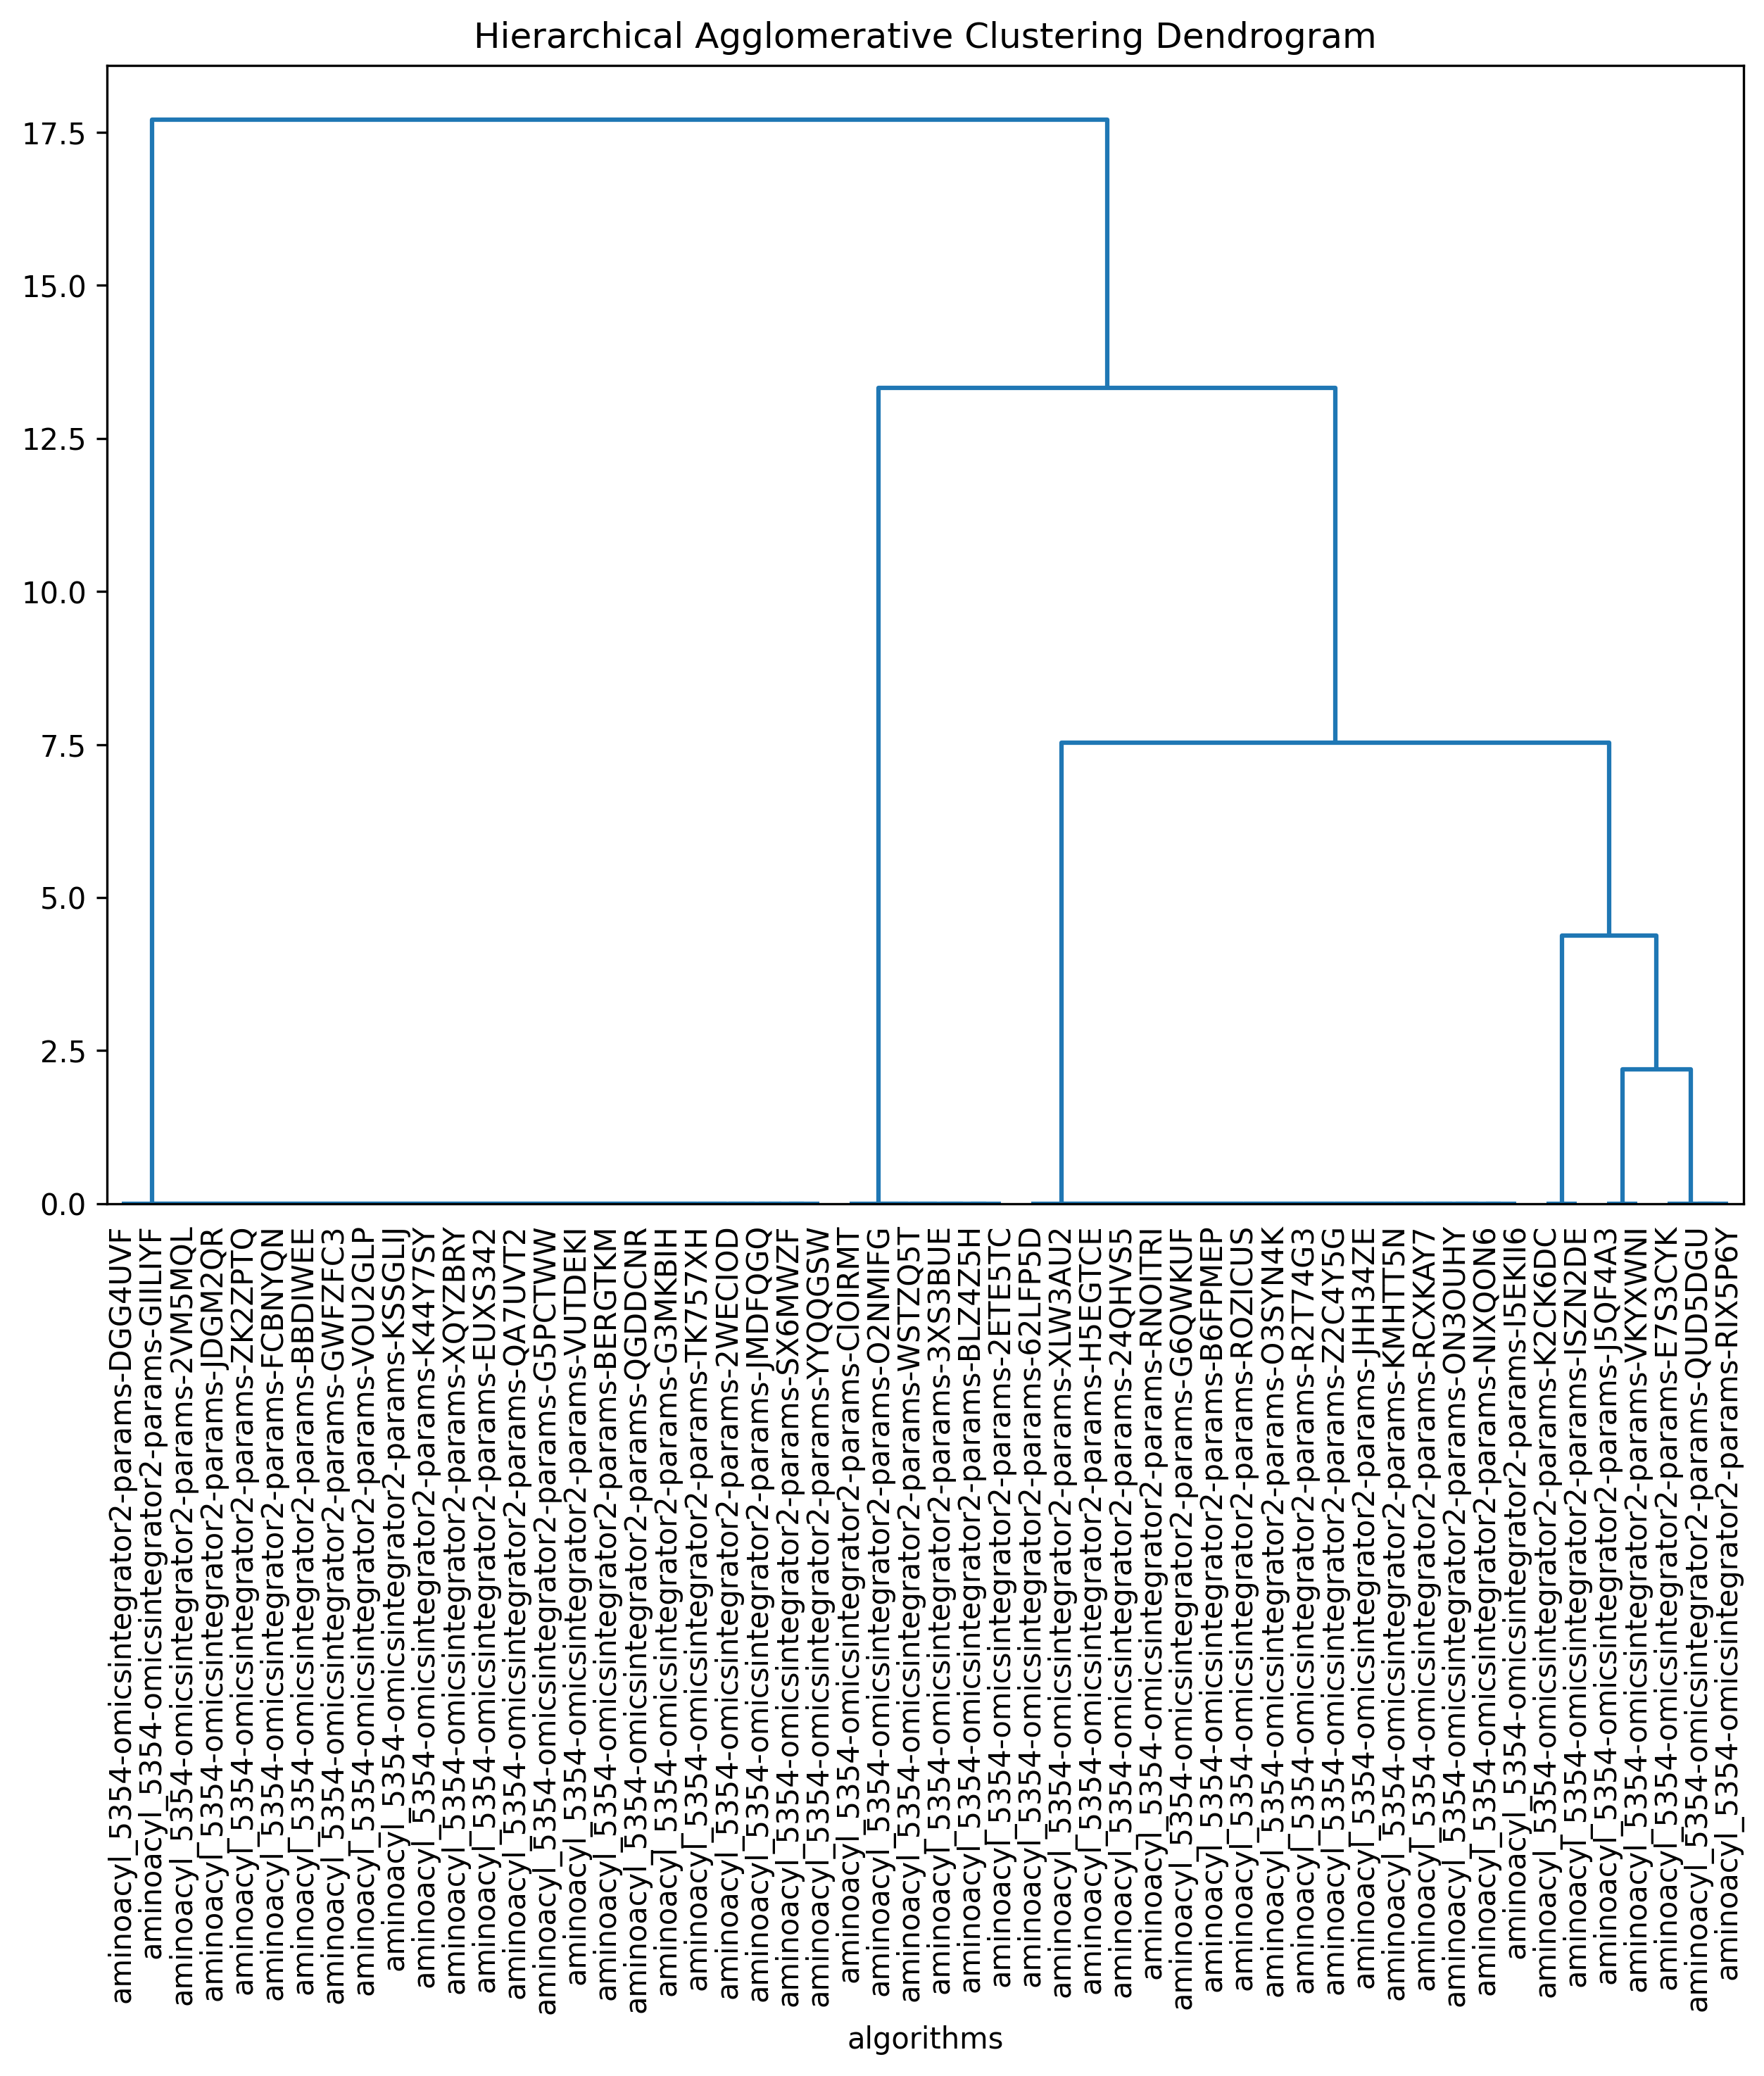 Hierarchical Agglomerative Clustering Dendrogram
17.5
15.0
12.5
10.0
7.5
5.0
2.5
0.0
aminoacyl_5354-omicsintegrator2-params-DGG4UVF
aminoacyl_5354-omicsintegrator2-params-GIILIYF
aminoacyl_5354-omicsintegrator2-params-2VM5MQL
aminoacyl_5354-omicsintegrator2-params-JDGM2QR
aminoacyl_5354-omicsintegrator2-params-ZK2ZPTQ
aminoacyl_5354-omicsintegrator2-params-FCBNYQN
aminoacyl_5354-omicsintegrator2-params-BBDIWEE
aminoacyl_5354-omicsintegrator2-params-GWFZFC3
aminoacyl_5354-omicsintegrator2-params-VOU2GLP
aminoacyl_5354-omicsintegrator2-params-KSSGLIJ
aminoacyl_5354-omicsintegrator2-params-K44Y7SY
aminoacyl_5354-omicsintegrator2-params-XQYZBRY
aminoacyl_5354-omicsintegrator2-params-EUXS342
aminoacyl_5354-omicsintegrator2-params-QA7UVT2
aminoacyl_5354-omicsintegrator2-params-G5PCTWW
aminoacyl_5354-omicsintegrator2-params-VUTDEKI
aminoacyl_5354-omicsintegrator2-params-BERGTKM
aminoacyl_5354-omicsintegrator2-params-QGDDCNR
aminoacyl_5354-omicsintegrator2-params-G3MKBIH
aminoacyl_5354-omicsintegrator2-params-TK757XH
aminoacyl_5354-omicsintegrator2-params-2WECIOD
aminoacyl_5354-omicsintegrator2-params-JMDFQGQ
aminoacyl_5354-omicsintegrator2-params-SX6MWZF
aminoacyl_5354-omicsintegrator2-params-YYQQGSW
aminoacyl_5354-omicsintegrator2-params-CIOIRMT
aminoacyl_5354-omicsintegrator2-params-O2NMIFG
aminoacyl_5354-omicsintegrator2-params-WSTZQ5T
aminoacyl_5354-omicsintegrator2-params-3XS3BUE
aminoacyl_5354-omicsintegrator2-params-BLZ4Z5H
aminoacyl_5354-omicsintegrator2-params-2ETE5TC
aminoacyl_5354-omicsintegrator2-params-62LFP5D
aminoacyl_5354-omicsintegrator2-params-XLW3AU2
aminoacyl_5354-omicsintegrator2-params-H5EGTCE
aminoacyl_5354-omicsintegrator2-params-24QHVS5
aminoacyl_5354-omicsintegrator2-params-RNOITRI
aminoacyl_5354-omicsintegrator2-params-G6QWKUF
aminoacyl_5354-omicsintegrator2-params-B6FPMEP
aminoacyl_5354-omicsintegrator2-params-ROZICUS
aminoacyl_5354-omicsintegrator2-params-O3SYN4K
aminoacyl_5354-omicsintegrator2-params-R2T74G3
aminoacyl_5354-omicsintegrator2-params-Z2C4Y5G
aminoacyl_5354-omicsintegrator2-params-JHH34ZE
aminoacyl_5354-omicsintegrator2-params-KMHTT5N
aminoacyl_5354-omicsintegrator2-params-RCXKAY7
aminoacyl_5354-omicsintegrator2-params-ON3OUHY
aminoacyl_5354-omicsintegrator2-params-NIXQON6
aminoacyl_5354-omicsintegrator2-params-I5EKII6
aminoacyl_5354-omicsintegrator2-params-K2CK6DC
aminoacyl_5354-omicsintegrator2-params-ISZN2DE
aminoacyl_5354-omicsintegrator2-params-J5QF4A3
aminoacyl_5354-omicsintegrator2-params-VKYXWNI
aminoacyl_5354-omicsintegrator2-params-E7S3CYK
aminoacyl_5354-omicsintegrator2-params-QUD5DGU
aminoacyl_5354-omicsintegrator2-params-RIX5P6Y
algorithms